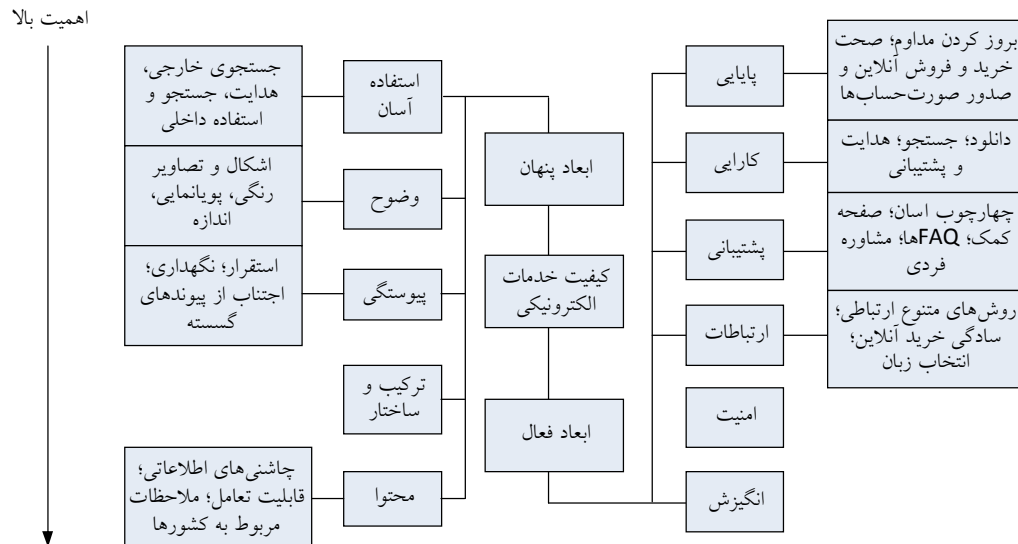 اهمیت بالا
بروز کردن مداوم؛ صحت
خرید و فروش آنلاین و
صدور صورت‌حساب‌ها
پایایی
دانلود؛ جستجو؛ هدایت
و پشتیبانی
کارایی
چهارچوب اسان؛ صفحه
کمک؛ FAQها؛ مشاوره
فردی
پشتیبانی
روش‌های متنوع ارتباطی؛
سادگی خرید آنلاین؛
انتخاب زبان
ارتباطات
امنیت
انگیزش
ابعاد پنهان
کیفیت خدمات
الکترونیکی
ابعاد فعال
استفاده
آسان
جستجوی خارجی،
هدایت، جستجو و
استفاده داخلی
وضوح
اشکال و تصاویر
رنگی، پویانمایی،
اندازه
پیوستگی
استقرار؛ نگهداری؛
اجتناب از پیوندهای
گسسته
ترکیب و
ساختار
محتوا
چاشنی‌های اطلاعاتی؛
قابلیت تعامل؛ ملاحظات
مربوط به کشورها